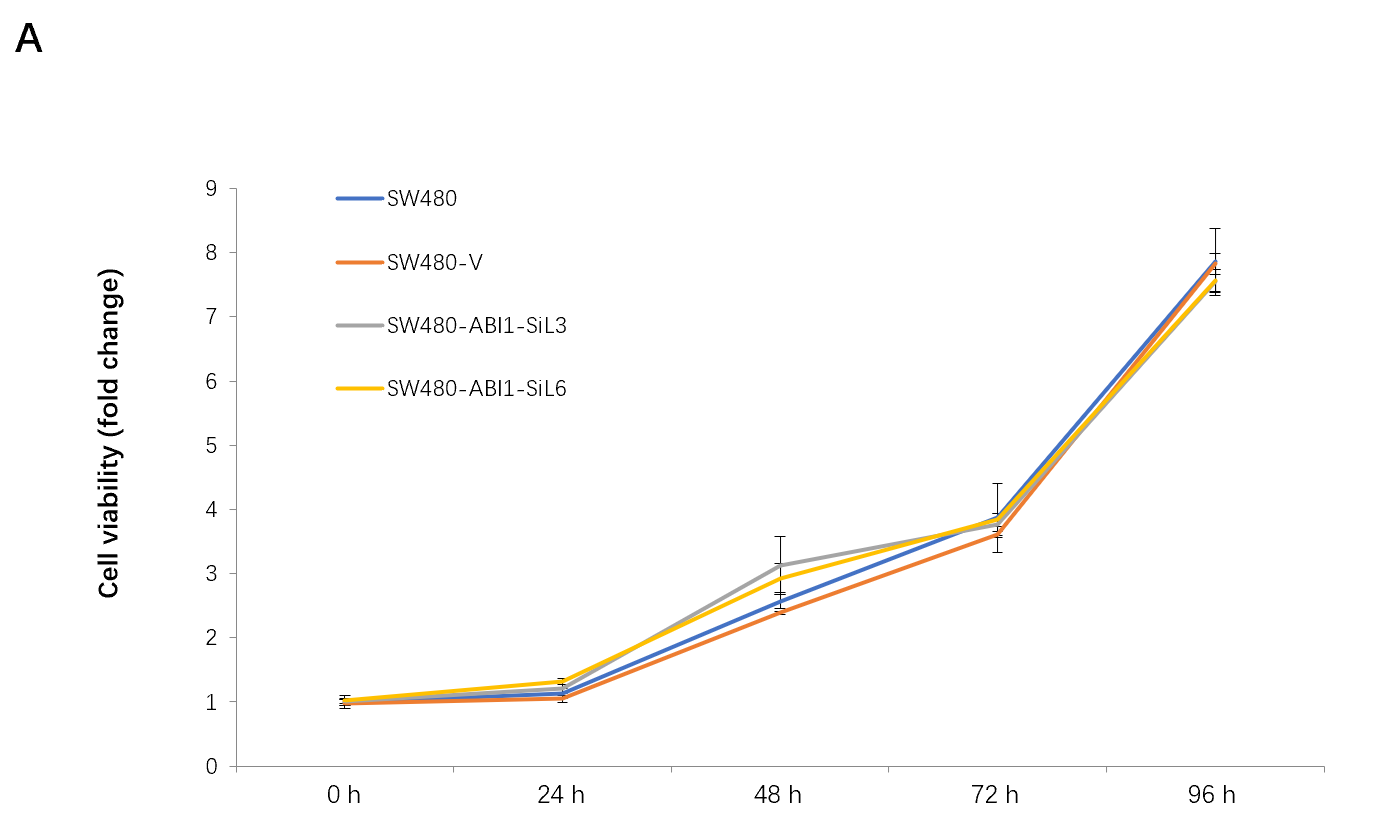 A
Cell viability (fold change)
9
8
7
6
5
4
3
2
1
0
SW480
SW480-V
SW480-ABI1-SiL3
SW480-ABI1-SiL6
0 h
24 h
48 h
72 h
96 h